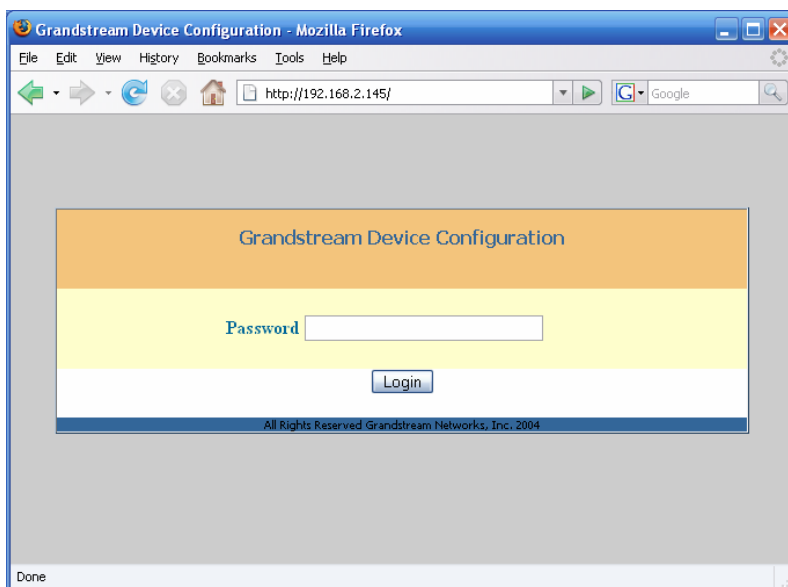 Grandstream Device Configuration - Mozilla Firefox
File Edit View History Bookmarks Tools Help
http://192.168.2.145/
G Google
Grandstream Device Configuration
Password
Login
All Rights Reserved Grandstream Networks, Inc. 2004
Done